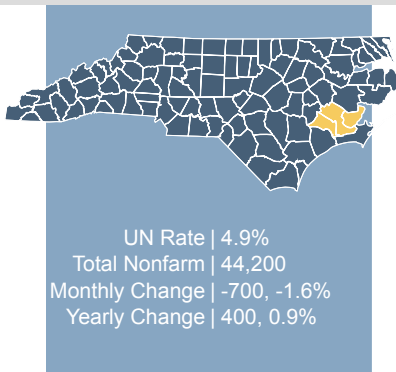 UN Rate | 4.9%
Total Nonfarm | 44,200
Monthly Change | -700, -1.6%
Yearly Change | 400, 0.9%